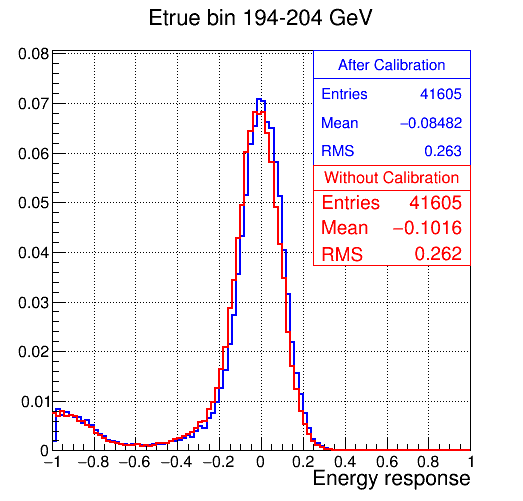 Etrue bin 194-204 GeV
0.08
0.07
0.06
0.05
0.04
0.03
0.02
0.01
0
After Calibration
Entries 41605
Mean −0.08482
RMS 0.263
Without Calibration
Entries 41605
Mean −0.1016
RMS 0.262
−1 −0.8 −0.6 −0.4 −0.2 0 0.2 0.4 0.6 0.8 1
Energy response